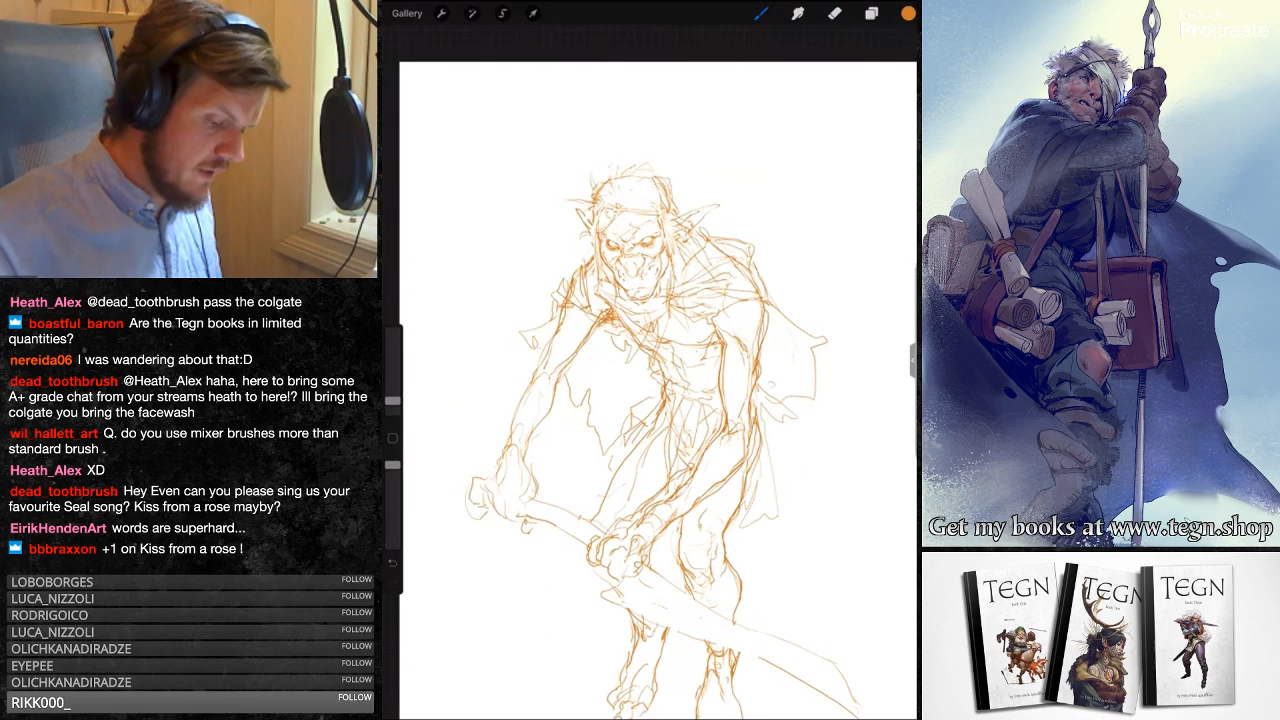 Gallery
Procreate
Heath_Alex @dead_toothbrush pass the colgate
boastful_baron Are the Tegn books in limited
quantities?
nereida06 I was wandering about that:D
dead_toothbrush @Heath_Alex haha, here to bring some
A+ grade chat from your streams heath to here!? Ill bring the
colgate you bring the facewash
wil_hallett_art Q. do you use mixer brushes more than
standard brush .
Heath_Alex XD
dead_toothbrush Hey Even can you please sing us your
favourite Seal song? Kiss from a rose mayby?
EirikHendenArt words are superhard...
bbbraxxon +1 on Kiss from a rose !
LOBOBORGES FOLLOW
LUCA_NIZZOLI FOLLOW
RODRIGOICO FOLLOW
LUCA_NIZZOLI FOLLOW
OLICHKANADIRADZE FOLLOW
EYEPEE FOLLOW
OLICHKANADIRADZE FOLLOW
RIKK000_ FOLLOW
Get my books at www.tegn.shop
TEGN
TEGN
TEGN